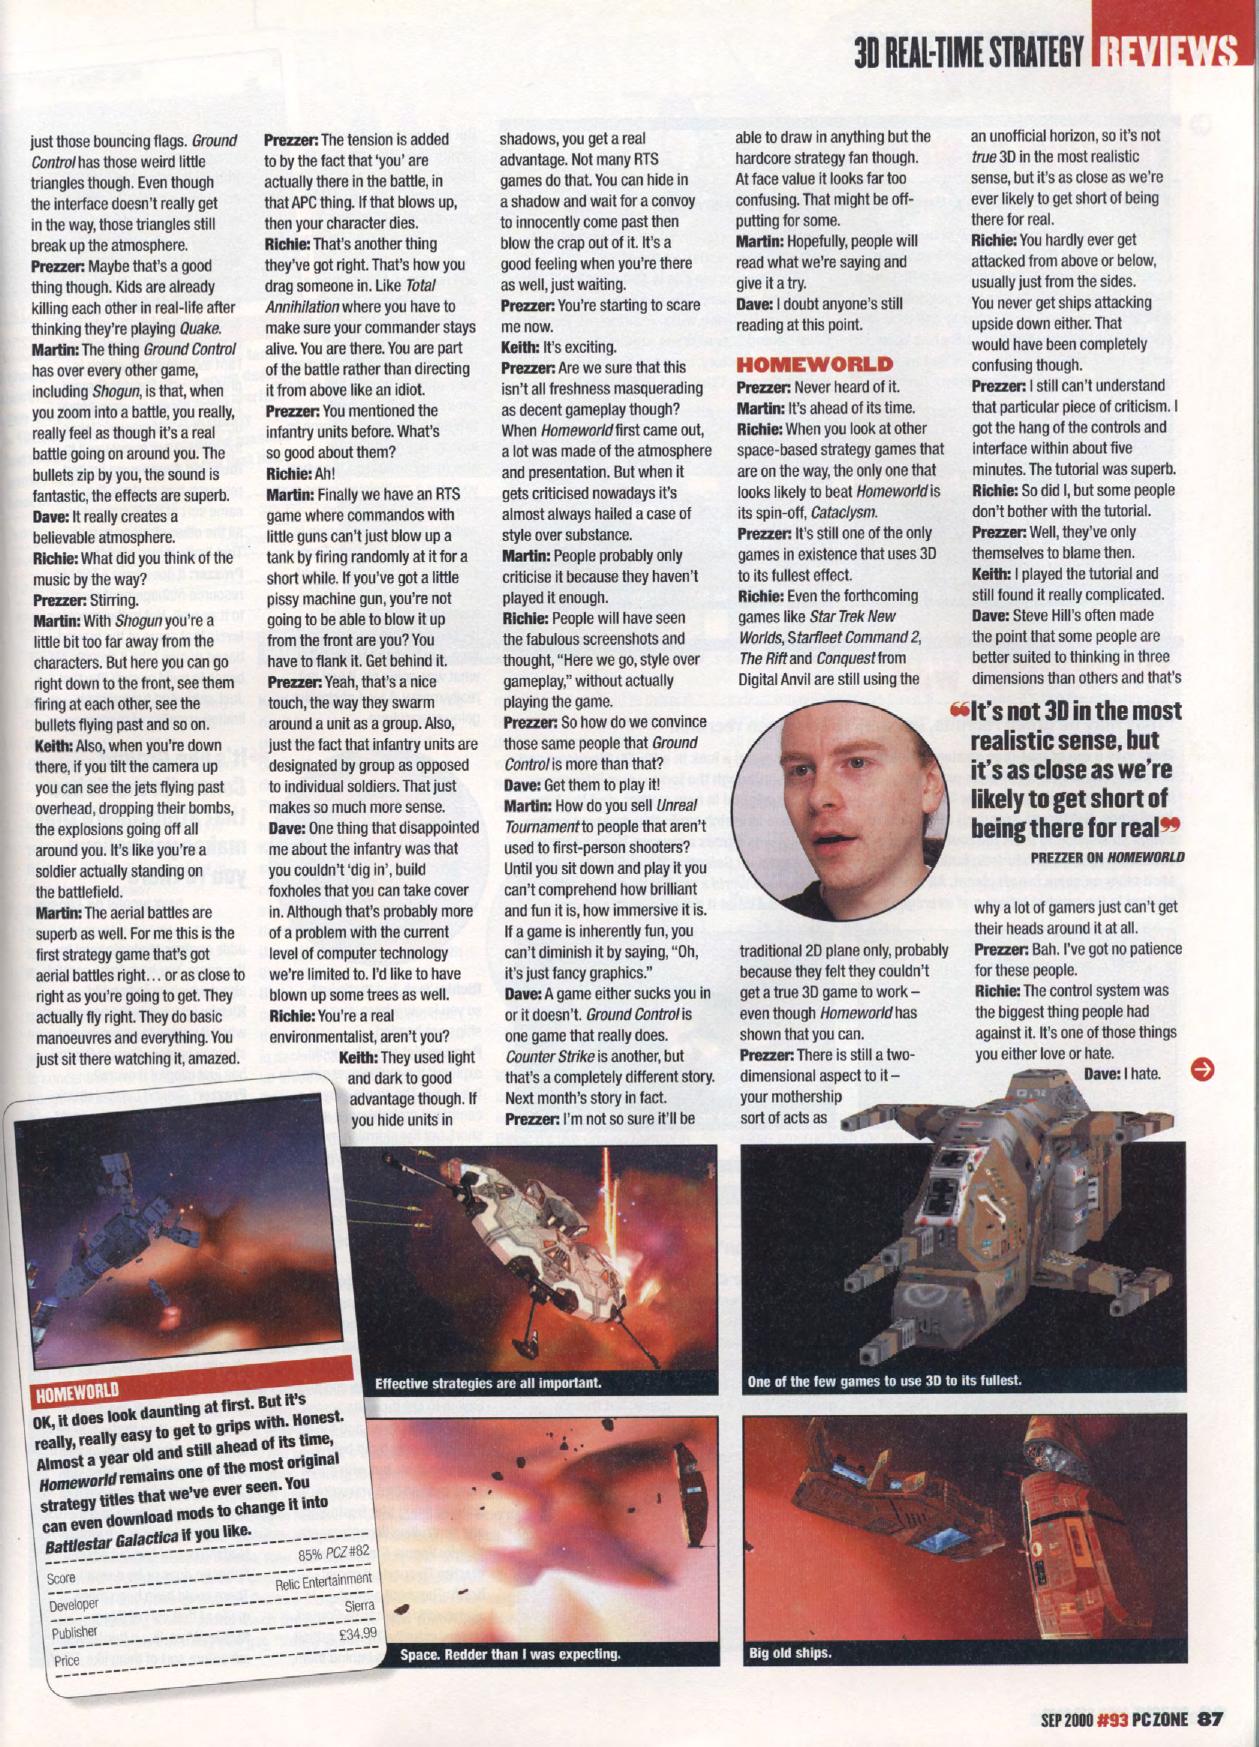 3D REAL-TIME STRATEGY REVIEWS
just those bouncing flags. Ground
Control has those weird little
triangles though. Even though
the interface doesn't really get
in the way, those triangles still
break up the atmosphere.
Prezzer: Maybe that's a good
thing though. Kids are already
killing each other in real-life after
thinking they're playing Quake.
Martin: The thing Ground Control
has over every other game,
including Shogun, is that, when
you zoom into a battle, you really,
really feel as though it's a real
battle going on around you. The
bullets zip by you, the sound is
fantastic, the effects are superb.
Dave: It really creates a
believable atmosphere.
Richie: What did you think of the
music by the way?
Prezzer: Stirring.
Martin: With Shogun you're a
little bit too far away from the
characters. But here you can go
right down to the front, see them
firing at each other, see the
bullets flying past and so on.
Keith: Also, when you're down
there, if you tilt the camera up
you can see the jets flying past
overhead, dropping their bombs,
the explosions going off all
around you. It's like you're a
soldier actually standing on
the battlefield.
Martin: The aerial battles are
superb as well. For me this is the
first strategy game that's got
aerial battles right... or as close to
right as you're going to get. They
actually fly right. They do basic
manoeuvres and everything. You
just sit there watching it, amazed.
Prezzer: The tension is added
to by the fact that 'you' are
actually there in the battle, in
that APC thing. If that blows up,
then your character dies.
Richie: That's another thing
they've got right. That's how you
drag someone in. Like Total
Annihilation where you have to
make sure your commander stays
alive. You are there. You are part
of the battle rather than directing
it from above like an idiot.
Prezzer: You mentioned the
infantry units before. What's
so good about them?
Richie: Ah!
Martin: Finally we have an RTS
game where commandos with
little guns can't just blow up a
tank by firing randomly at it for a
short while. If you've got a little
pissy machine gun, you're not
going to be able to blow it up
from the front are you? You
have to flank it. Get behind it.
Prezzer: Yeah, that's a nice
touch, the way they swarm
around a unit as a group. Also,
just the fact that infantry units are
designated by group as opposed
to individual soldiers. That just
makes so much more sense.
Dave: One thing that disappointed
me about the infantry was that
you couldn't 'dig in', build
foxholes that you can take cover
in. Although that's probably more
of a problem with the current
level of computer technology
we're limited to. I'd like to have
blown up some trees as well.
Richie: You're a real
environmentalist, aren't you?
Keith: They used light
and dark to good
advantage though. If
you hide units in
shadows, you get a real
advantage. Not many RTS
games do that. You can hide in
a shadow and wait for a convoy
to innocently come past then
blow the crap out of it. It's a
good feeling when you're there
as well, just waiting.
Prezzer: You're starting to scare
me now.
Keith: It's exciting.
Prezzer: Are we sure that this
isn't all freshness masquerading
as decent gameplay though?
When Homeworld first came out,
a lot was made of the atmosphere
and presentation. But when it
gets criticised nowadays it's
almost always hailed a case of
style over substance.
Martin: People probably only
criticise it because they haven't
played it enough.
Richie: People will have seen
the fabulous screenshots and
thought, "Here we go, style over
gameplay," without actually
playing the game.
Prezzer: So how do we convince
those same people that Ground
Control is more than that?
Dave: Get them to play it!
Martin: How do you sell Unreal
Tournament to people that aren't
used to first-person shooters?
Until you sit down and play it you
can't comprehend how brilliant
and fun it is, how immersive it is.
If a game is inherently fun, you
can't diminish it by saying, "Oh,
it's just fancy graphics."
Dave: A game either sucks you in
or it doesn't. Ground Control is
one game that really does.
Counter Strike is another, but
that's a completely different story.
Next month's story in fact.
Prezzer: I'm not so sure it'll be
able to draw in anything but the
hardcore strategy fan though.
At face value it looks far too
confusing. That might be off-
putting for some.
Martin: Hopefully, people will
read what we're saying and
give it a try.
Dave: I doubt anyone's still
reading at this point.
HOMEWORLD
Prezzer: Never heard of it.
Martin: It's ahead of its time.
Richie: When you look at other
space-based strategy games that
are on the way, the only one that
looks likely to beat Homeworld is
its spin-off, Cataclysm.
Prezzer: It's still one of the only
games in existence that uses 3D
to its fullest effect.
Richie: Even the forthcoming
games like Star Trek New
Worlds, Starfleet Command 2,
The Rift and Conquest from
Digital Anvil are still using the
traditional 2D plane only, probably
because they felt they couldn't
get a true 3D game to work –
even though Homeworld has
shown that you can.
Prezzer: There is still a two-
dimensional aspect to it –
your mothership
sort of acts as
an unofficial horizon, so it's not
true 3D in the most realistic
sense, but it's as close as we're
ever likely to get short of being
there for real.
Richie: You hardly ever get
attacked from above or below,
usually just from the sides.
You never get ships attacking
upside down either. That
would have been completely
confusing though.
Prezzer: I still can't understand
that particular piece of criticism. I
got the hang of the controls and
interface within about five
minutes. The tutorial was superb.
Richie: So did I, but some people
don't bother with the tutorial.
Prezzer: Well, they've only
themselves to blame then.
Keith: I played the tutorial and
still found it really complicated.
Dave: Steve Hill's often made
the point that some people are
better suited to thinking in three
dimensions than others and that's
“It's not 3D in the most
realistic sense, but
it's as close as we're
likely to get short of
being there for real”
PREZZER ON HOMEWORLD
why a lot of gamers just can't get
their heads around it at all.
Prezzer: Bah. I've got no patience
for these people.
Richie: The control system was
the biggest thing people had
against it. It's one of those things
you either love or hate.
Dave: I hate.
HOMEWORLD
OK, it does look daunting at first. But it's
really, really easy to get to grips with. Honest.
Almost a year old and still ahead of its time,
Homeworld remains one of the most original
strategy titles that we've ever seen. You
can even download mods to change it into
Battlestar Galactica if you like.
Score 85% PCZ #82
Developer Relic Entertainment
Publisher Sierra
Price £34.99
Effective strategies are all important.
One of the few games to use 3D to its fullest.
Space. Redder than I was expecting.
Big old ships.
SEP 2000 #93 PC ZONE 87